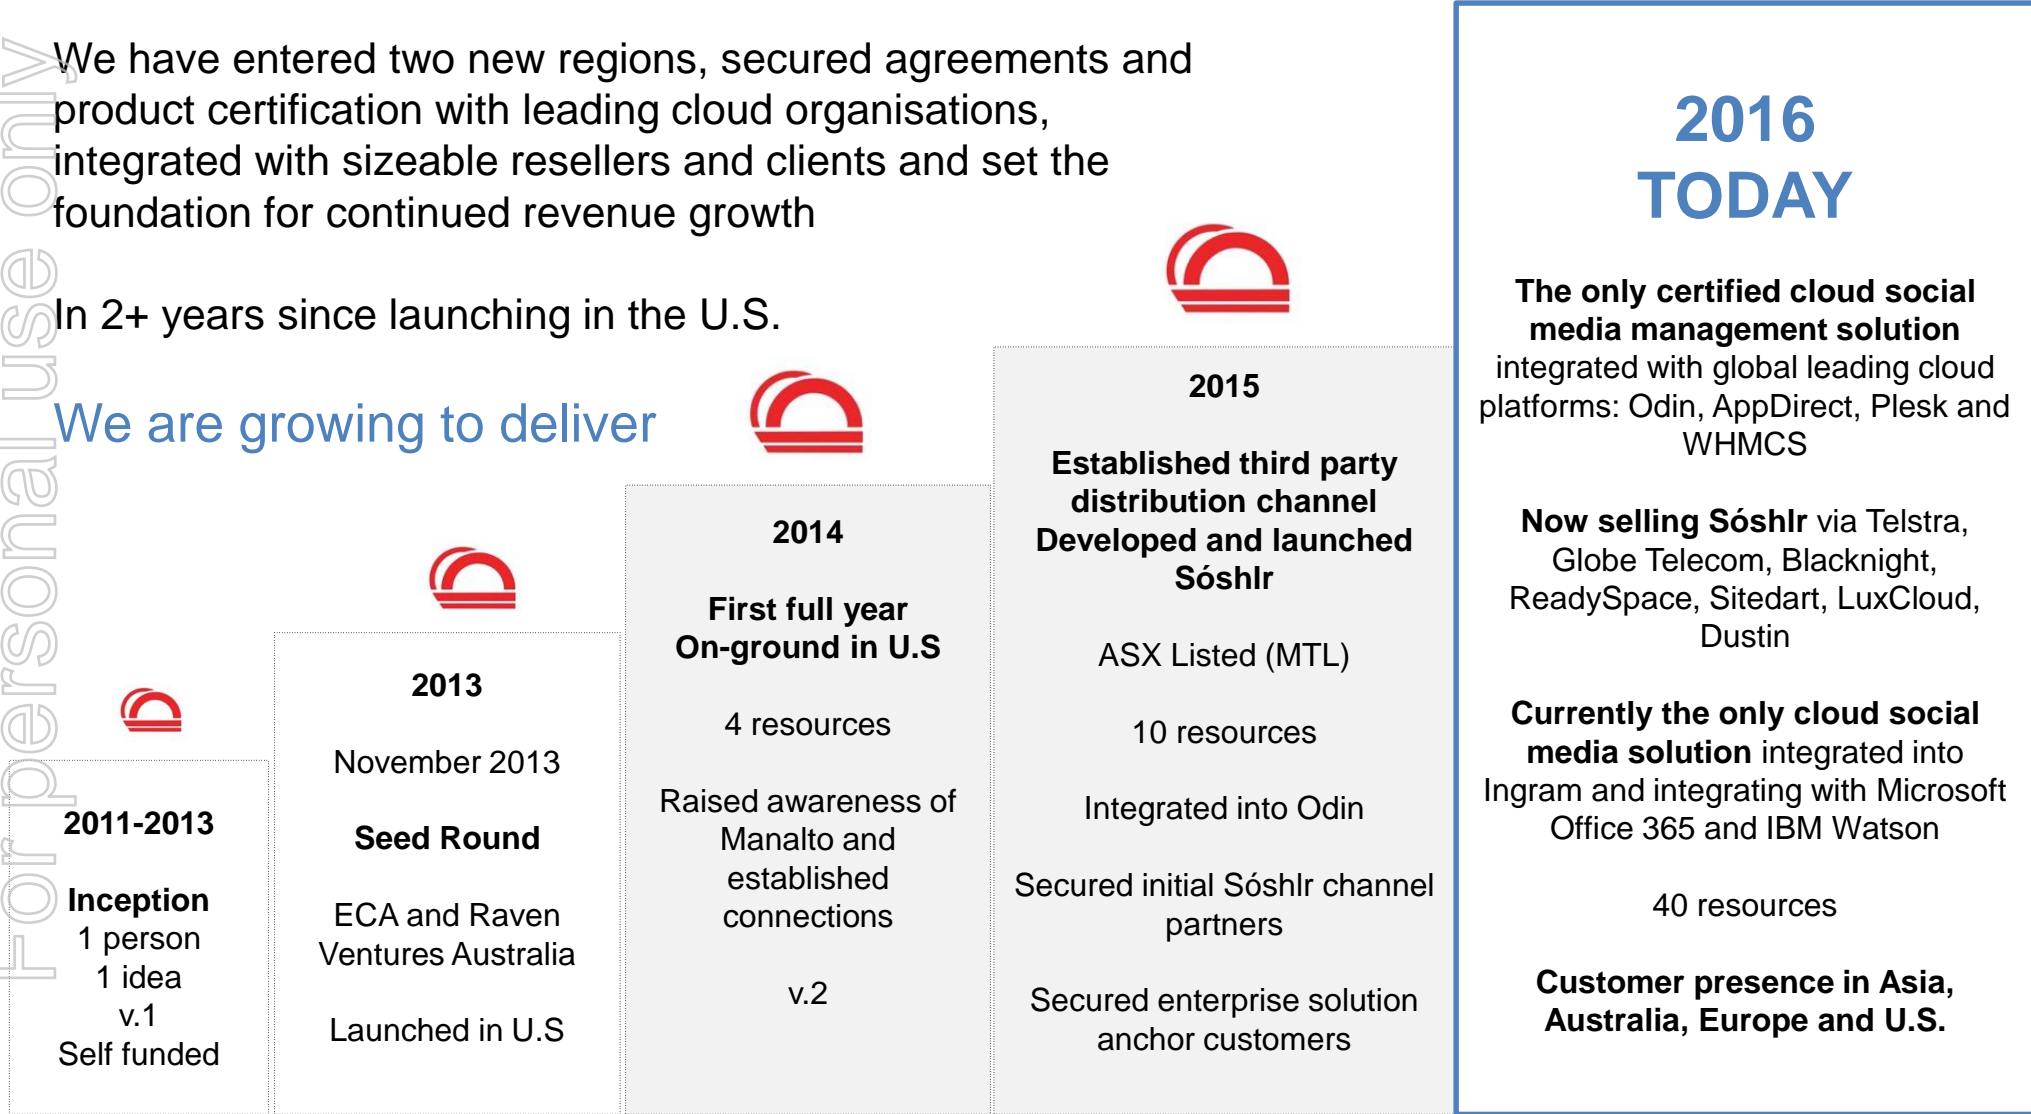 For personal use only
We have entered two new regions, secured agreements and
product certification with leading cloud organisations,
integrated with sizeable resellers and clients and set the
foundation for continued revenue growth
In 2+ years since launching in the U.S.
We are growing to deliver
2011-2013
Inception
1 person
1 idea
v.1
Self funded
2013
November 2013
Seed Round
ECA and Raven
Ventures Australia
Launched in U.S
2014
First full year
On-ground in U.S
4 resources
Raised awareness of
Manalto and
established
connections
v.2
2015
Established third party
distribution channel
Developed and launched
Sóshlr
ASX Listed (MTL)
10 resources
Integrated into Odin
Secured initial Sóshlr channel
partners
Secured enterprise solution
anchor customers
2016
TODAY
The only certified cloud social
media management solution
integrated with global leading cloud
platforms: Odin, AppDirect, Plesk and
WHMCS
Now selling Sóshlr via Telstra,
Globe Telecom, Blacknight,
ReadySpace, Sitedart, LuxCloud,
Dustin
Currently the only cloud social
media solution integrated into
Ingram and integrating with Microsoft
Office 365 and IBM Watson
40 resources
Customer presence in Asia,
Australia, Europe and U.S.